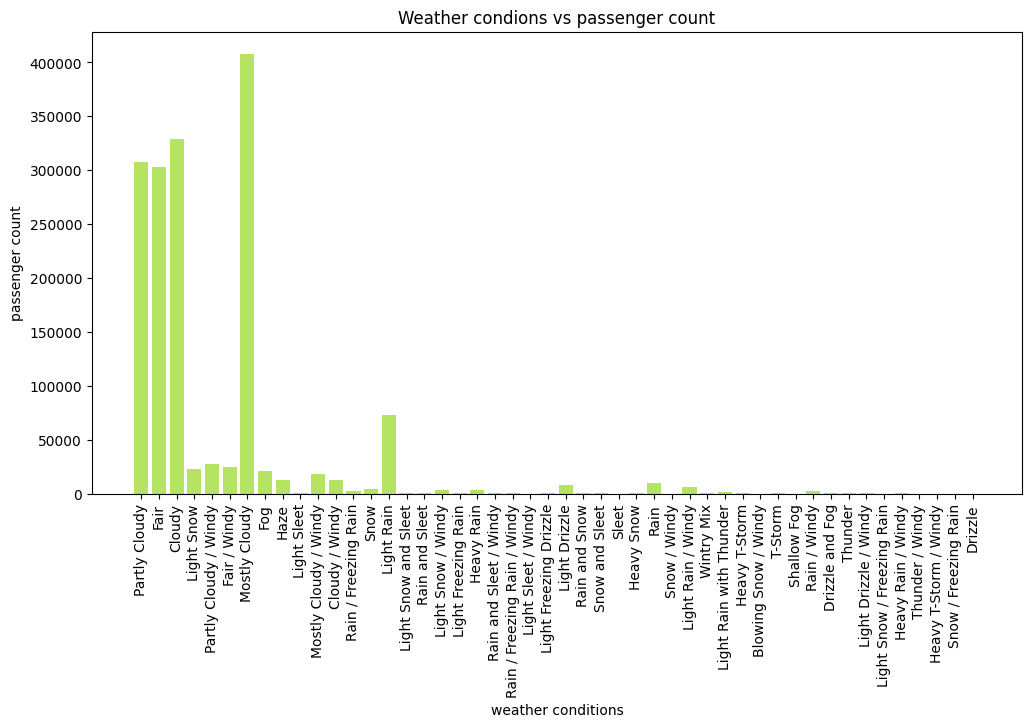 Weather condions vs passenger count
passenger count
400000
350000
300000
250000
200000
150000
100000
50000
0
Partly Cloudy
Fair
Cloudy
Light Snow
Partly Cloudy / Windy
Fair / Windy
Mostly Cloudy
Fog
Haze
Light Sleet
Mostly Cloudy / Windy
Cloudy / Windy
Rain / Freezing Rain
Snow
Light Rain
Light Snow and Sleet
Rain and Sleet
Light Snow / Windy
Light Freezing Rain
Heavy Rain
Rain and Sleet / Windy
Rain / Freezing Rain / Windy
Light Sleet / Windy
Light Freezing Drizzle
Light Drizzle
Rain and Snow
Snow and Sleet
Sleet
Heavy Snow
Rain
Snow / Windy
Light Rain / Windy
Wintry Mix
Light Rain with Thunder
Heavy T-Storm
Blowing Snow / Windy
T-Storm
Shallow Fog
Rain / Windy
Drizzle and Fog
Thunder
Light Drizzle / Windy
Light Snow / Freezing Rain
Heavy Rain / Windy
Thunder / Windy
Heavy T-Storm / Windy
Snow / Freezing Rain
Drizzle
weather conditions